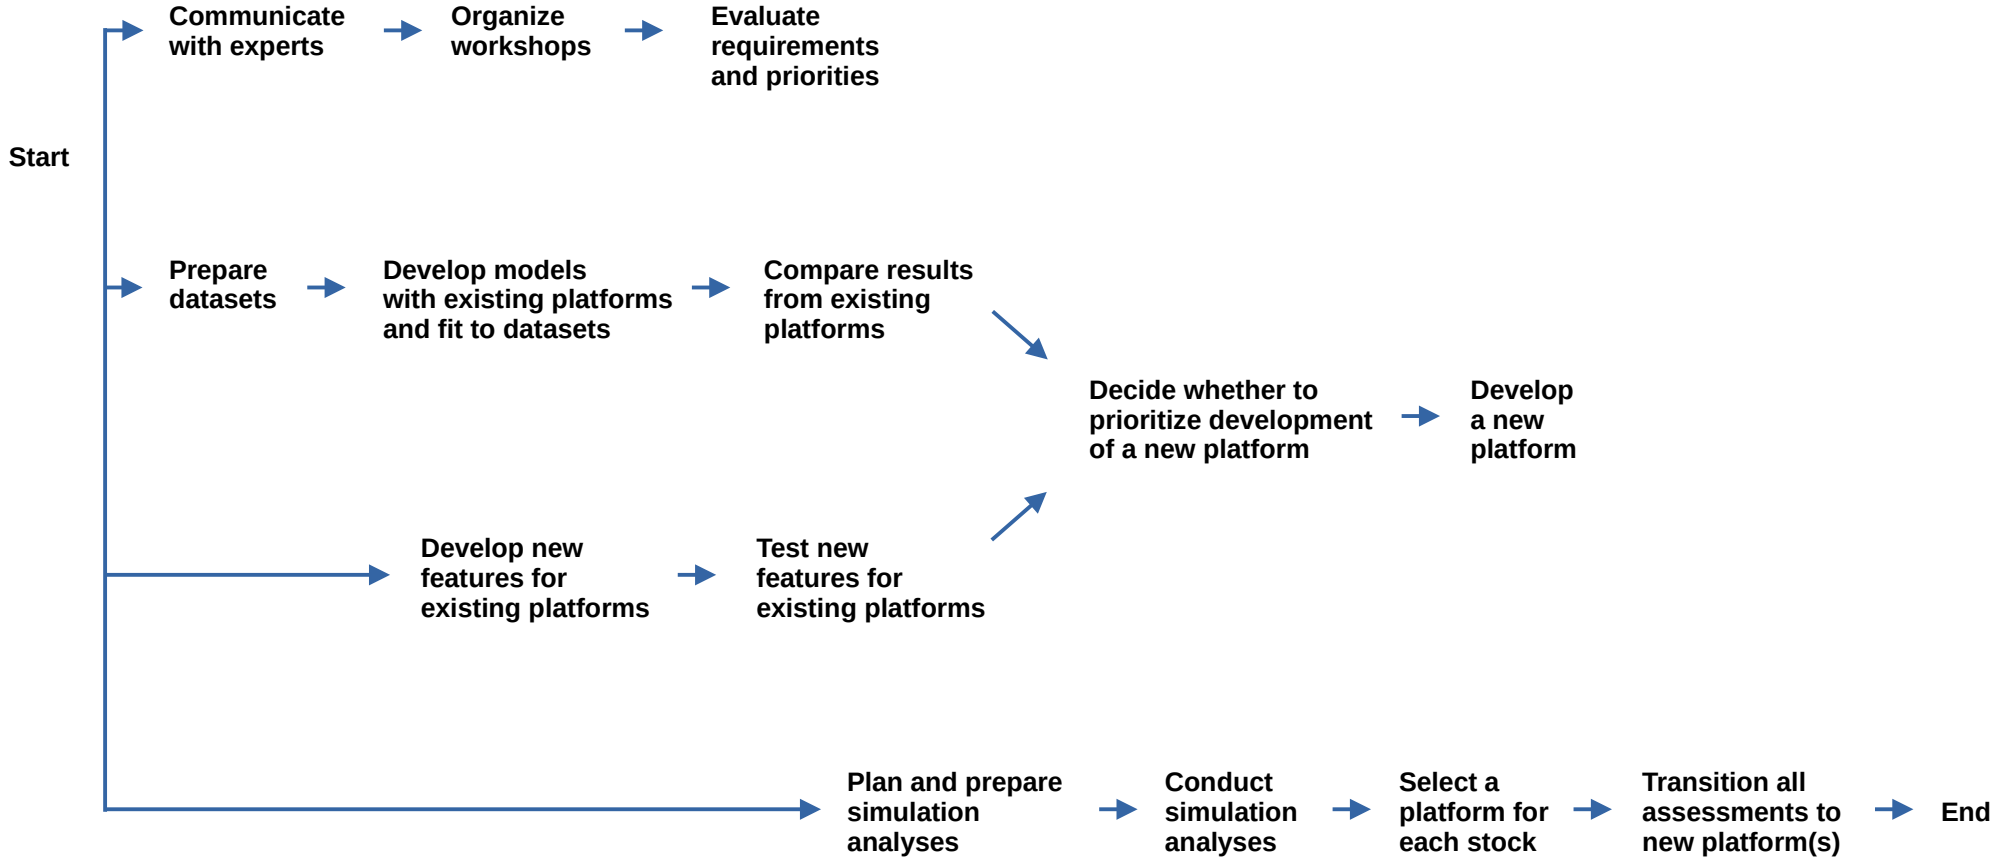 Communicate
with experts
Organize
workshops
Evaluate
requirements
and priorities
Start
Prepare
datasets
Develop models
with existing platforms
and fit to datasets
Compare results
from existing
platforms
Decide whether to
prioritize development
of a new platform
Develop
a new
platform
Develop new
features for
existing platforms
Test new
features for
existing platforms
Plan and prepare
simulation
analyses
Conduct
simulation
analyses
Select a
platform for
each stock
Transition all
assessments to
new platform(s)
End